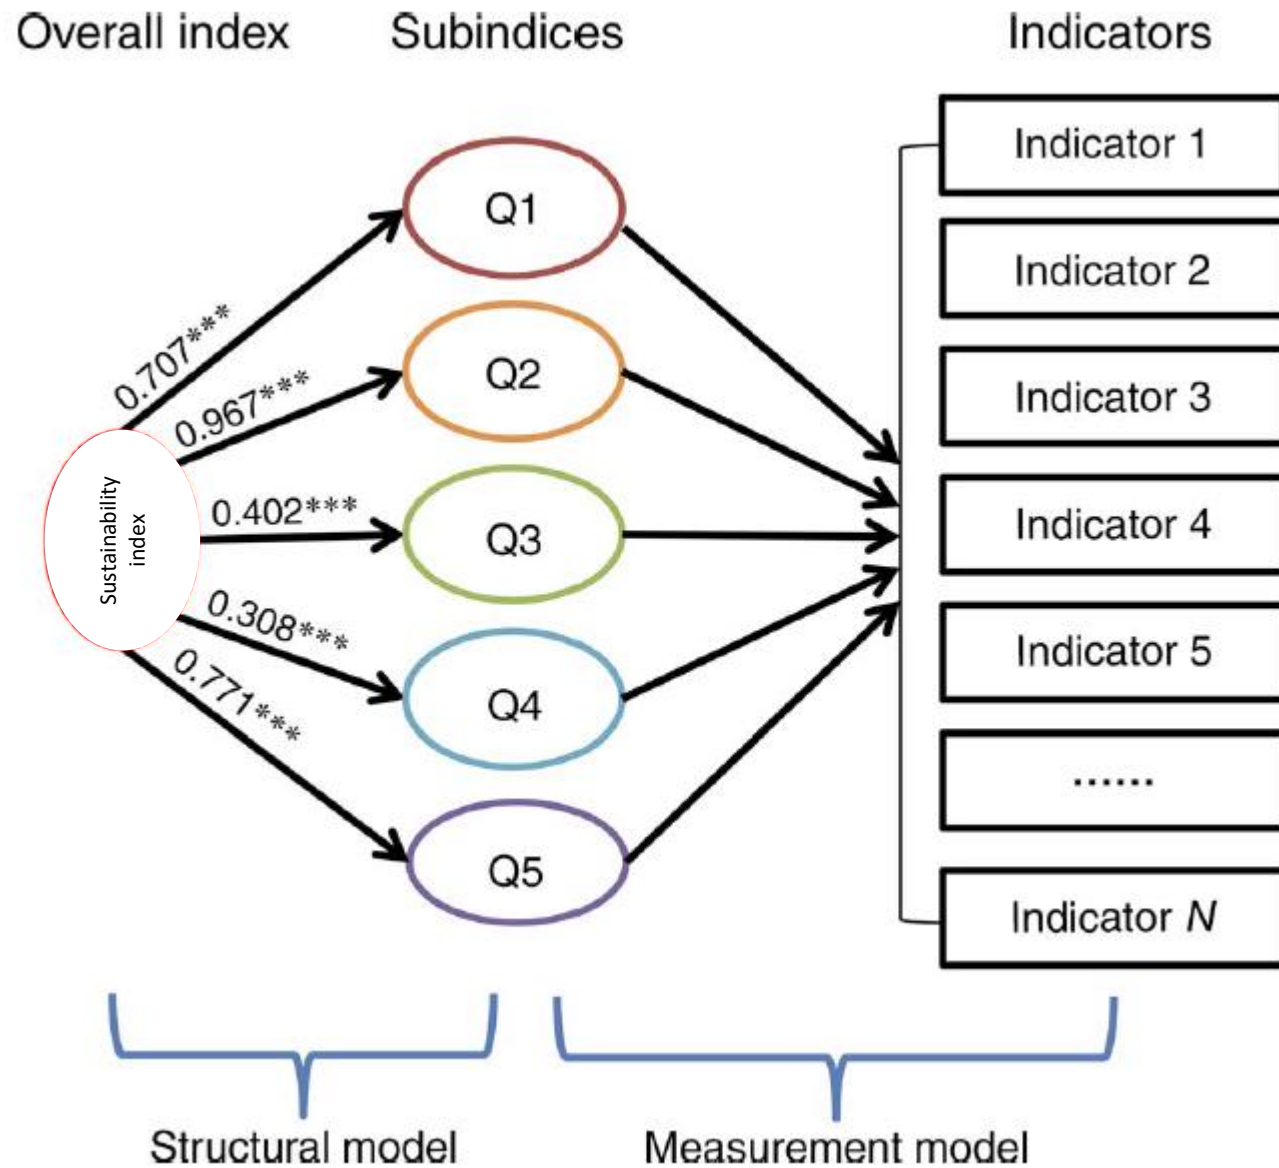 Overall index
Subindices
Indicators
0.707***
0.967***
0.402***
0.308***
0.771***
Sustainability
index
Q1
Q2
Q3
Q4
Q5
Indicator 1
Indicator 2
Indicator 3
Indicator 4
Indicator 5
......
Indicator N
Structural model
Measurement model